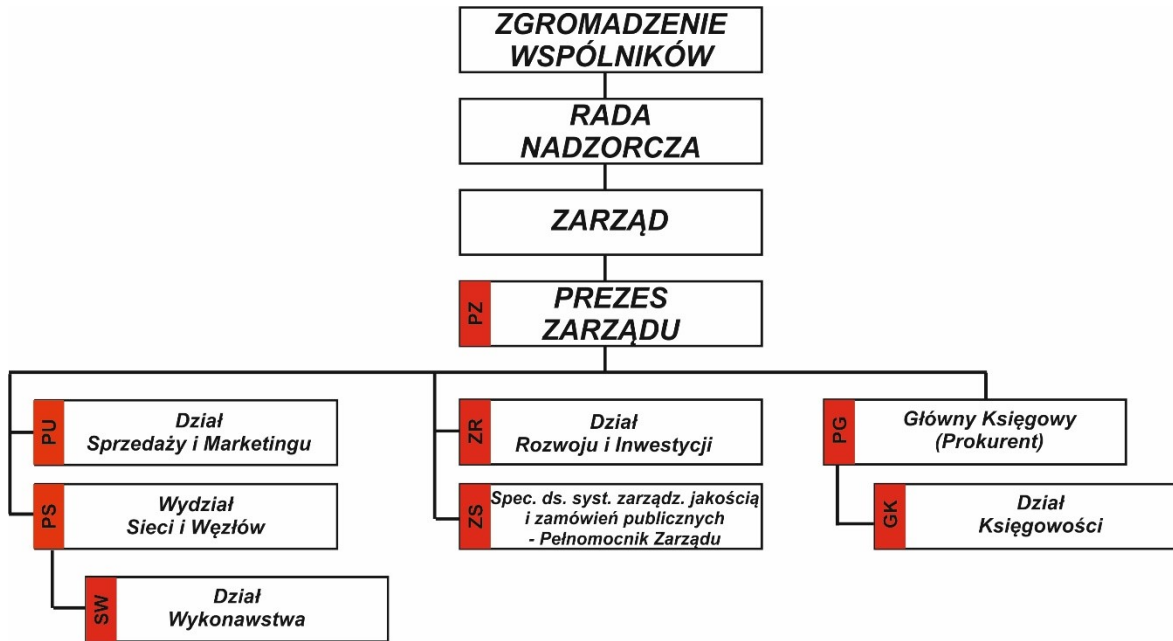 ZGROMADZENIE
WSPÓLNIKÓW
RADA
NADZORCZA
ZARZĄD
PZ
PREZES
ZARZĄDU
PU
Dział
Sprzedaży i Marketingu
ZR
Dział
Rozwoju i Inwestycji
PG
Główny Księgowy
(Prokurent)
PS
Wydział
Sieci i Węzłów
ZS
Spec. ds. syst. zarządz. jakością
i zamówień publicznych
- Pełnomocnik Zarządu
GK
Dział
Księgowości
SW
Dział
Wykonawstwa